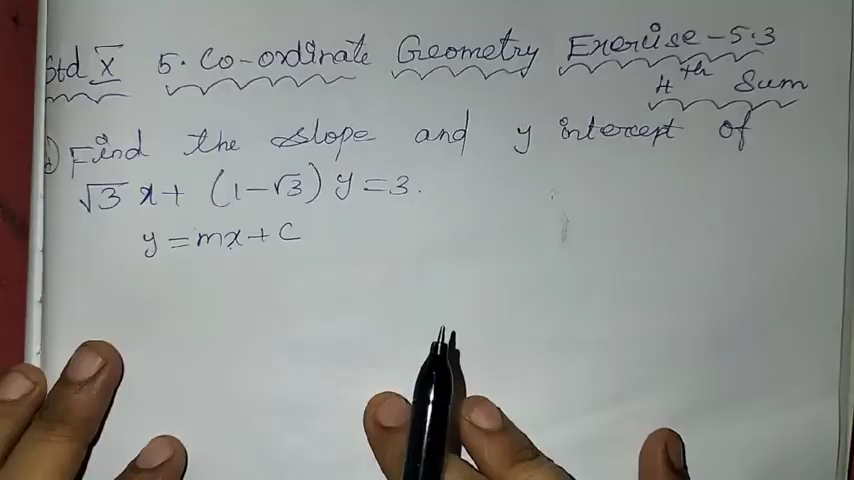 Std X 5. Co-ordinate Geometry Exercise-5.3
4th Sum
4) Find the slope and y intercept of
√3 x + (1-√3) y = 3.
y = mx + c